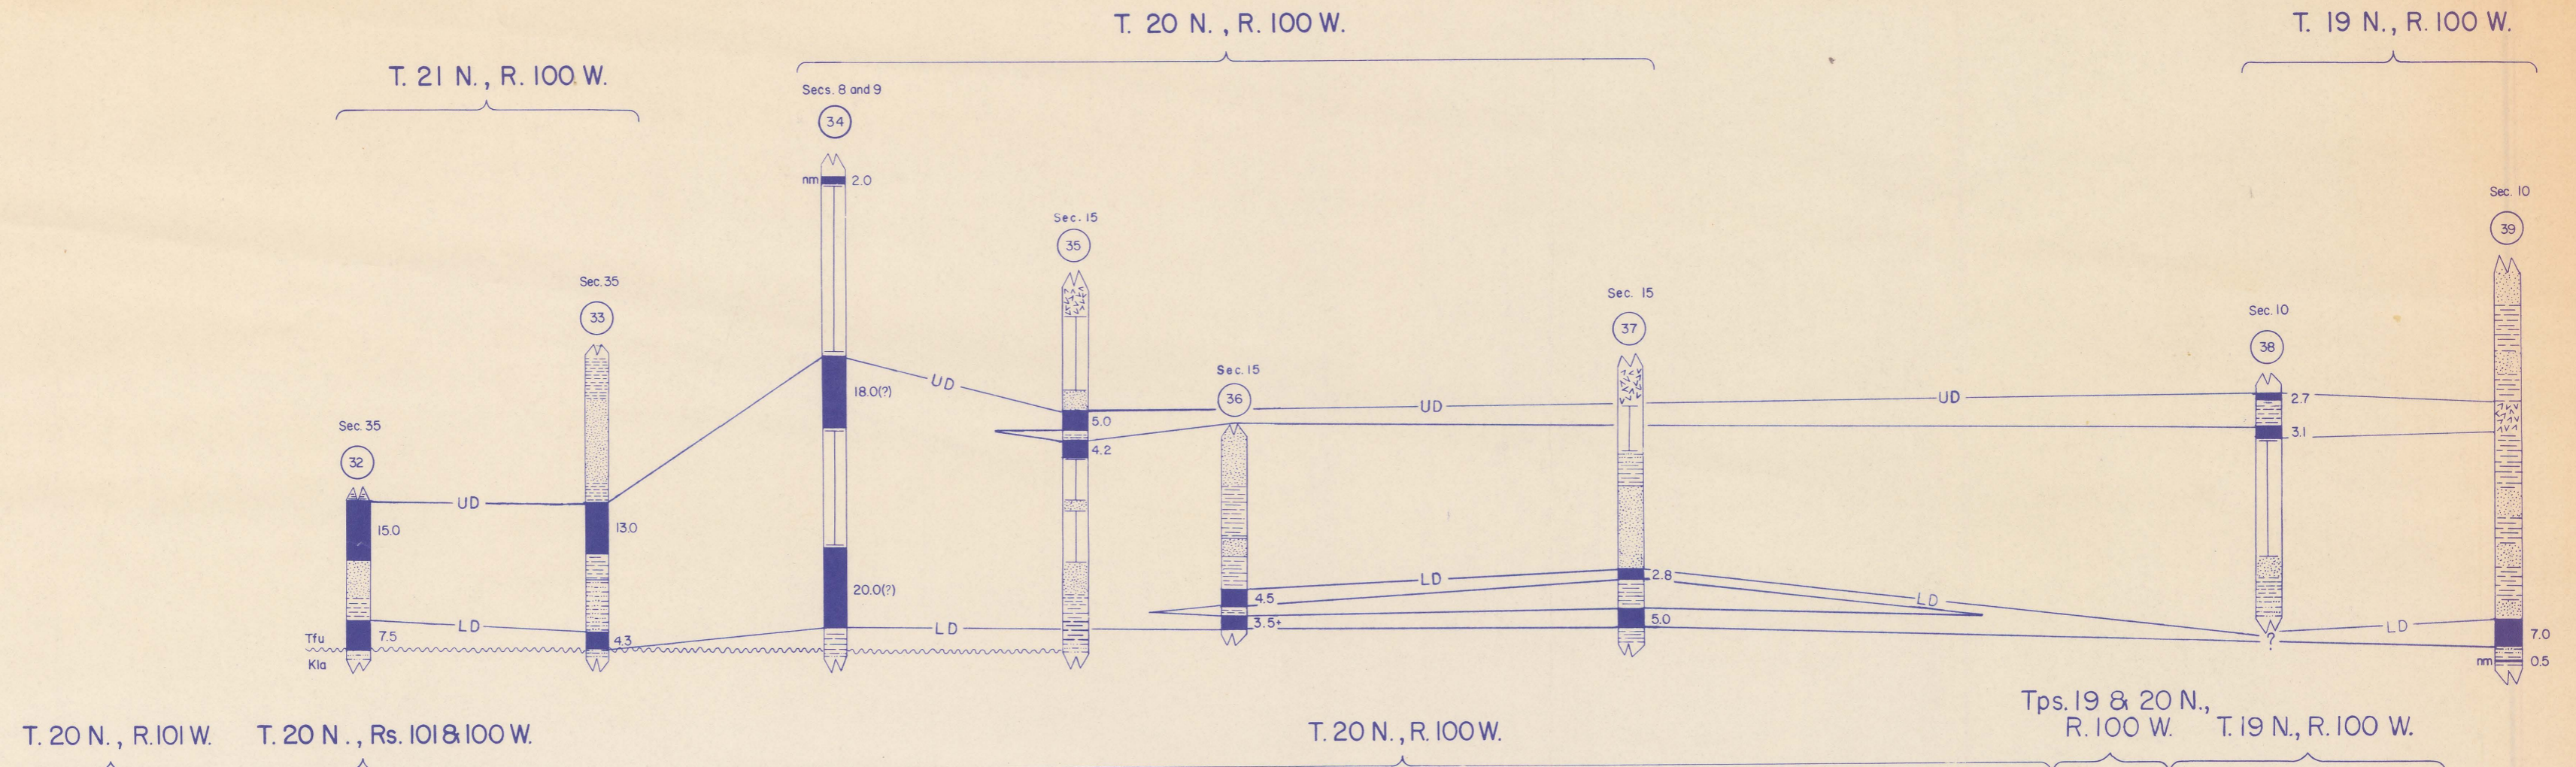 T. 20 N., R. 100 W.
T. 19 N., R. 100 W.
T. 21 N., R. 100 W.
Secs. 8 and 9
34
nm 2.0
18.0(?)
20.0(?)
Sec. 35
32
15.0
7.5
Tfu
Kla
UD
LD
Sec. 35
33
13.0
4.3
UD
LD
Sec. 15
35
5.0
4.2
Sec. 15
36
4.5
3.5+
UD
LD
Sec. 15
37
2.8
5.0
UD
LD
Sec. 10
38
2.7
3.1
?
LD
Sec. 10
39
7.0
nm 0.5
T. 20 N., R. 101 W.
T. 20 N., Rs. 101 & 100 W.
T. 20 N., R. 100 W.
Tps. 19 & 20 N.,
R. 100 W.
T. 19 N., R. 100 W.